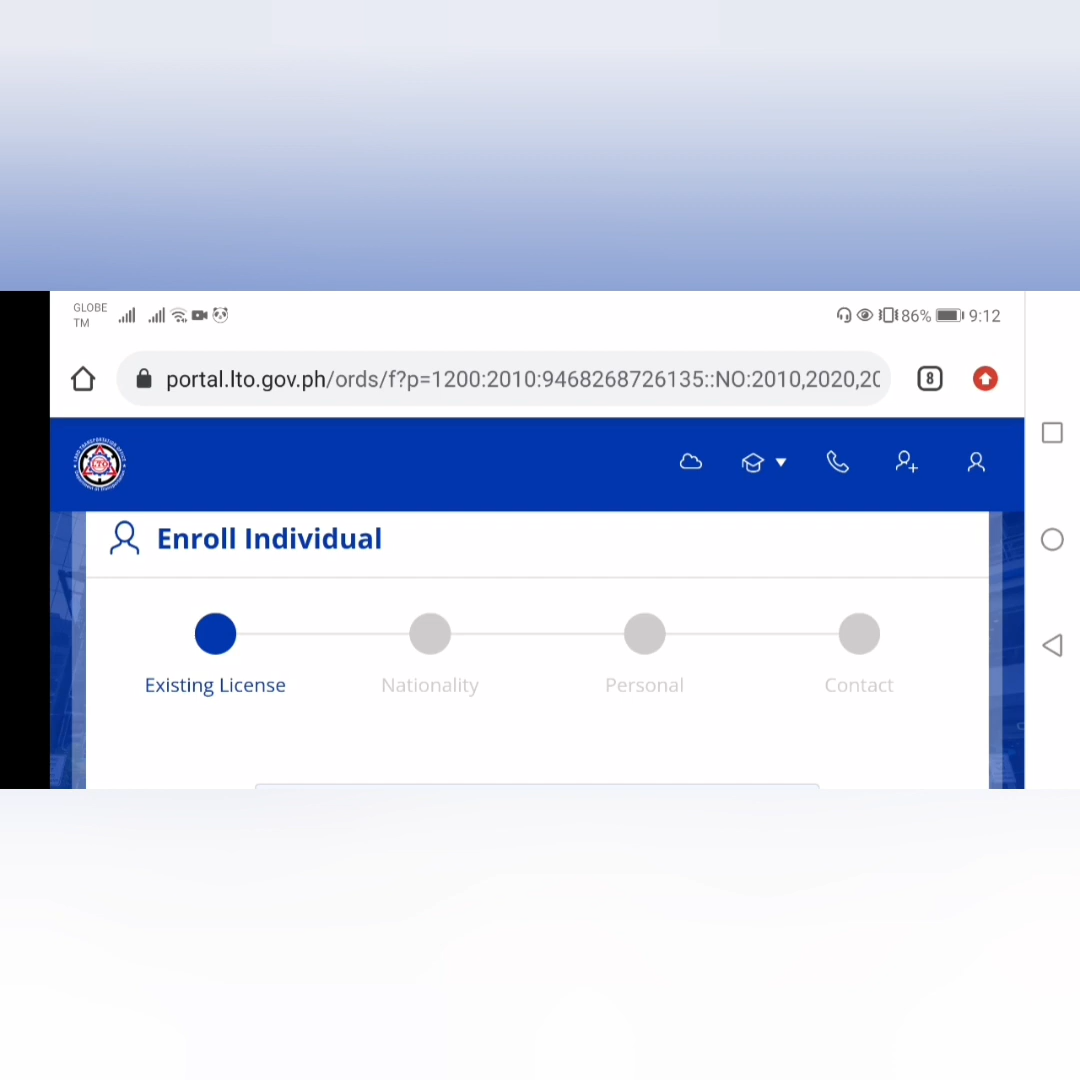 GLOBE
TM
86% 9:12
portal.lto.gov.ph/ords/f?p=1200:2010:9468268726135::NO:2010,2020,20
8
LTO
Enroll Individual
Existing License Nationality Personal Contact